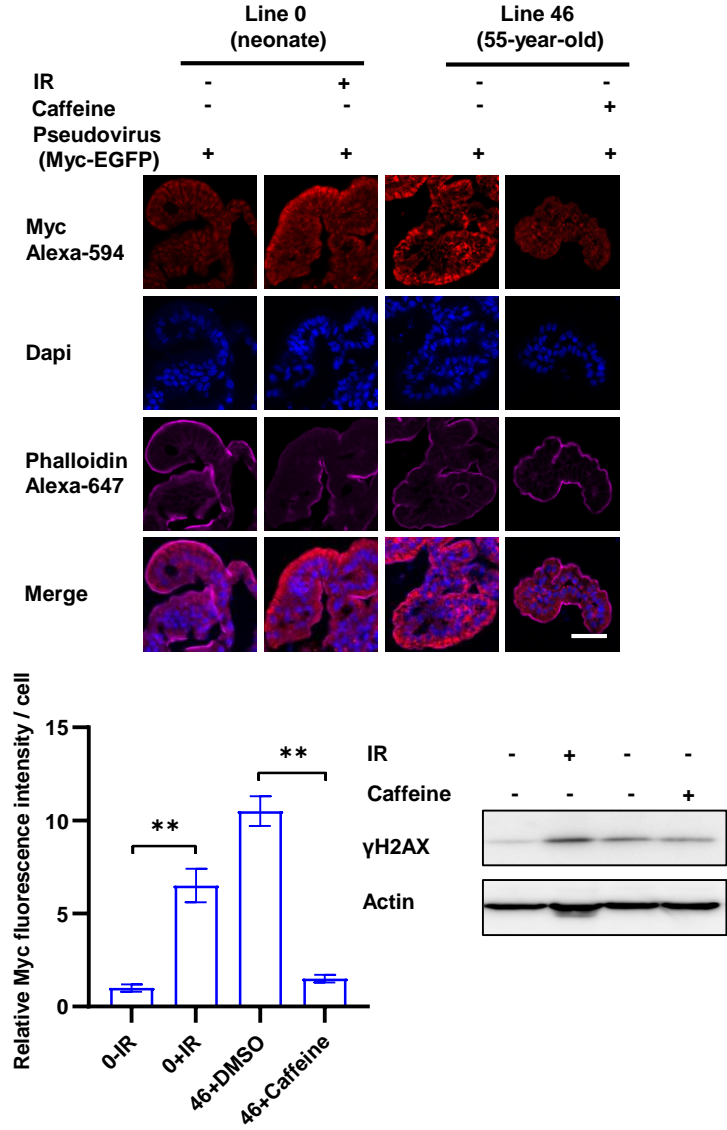 Line 0 Line 46
(neonate) (55-year-old)
IR - + - -
Caffeine - - - +
Pseudovirus
(Myc-EGFP) + + + +
Myc
Alexa-594
Dapi
Phalloidin
Alexa-647
Merge
Relative Myc fluorescence intensity / cell
15
10
5
0
**
**
0-IR
0+IR
46+DMSO
46+Caffeine
IR - + - -
Caffeine - - - +
γH2AX
Actin